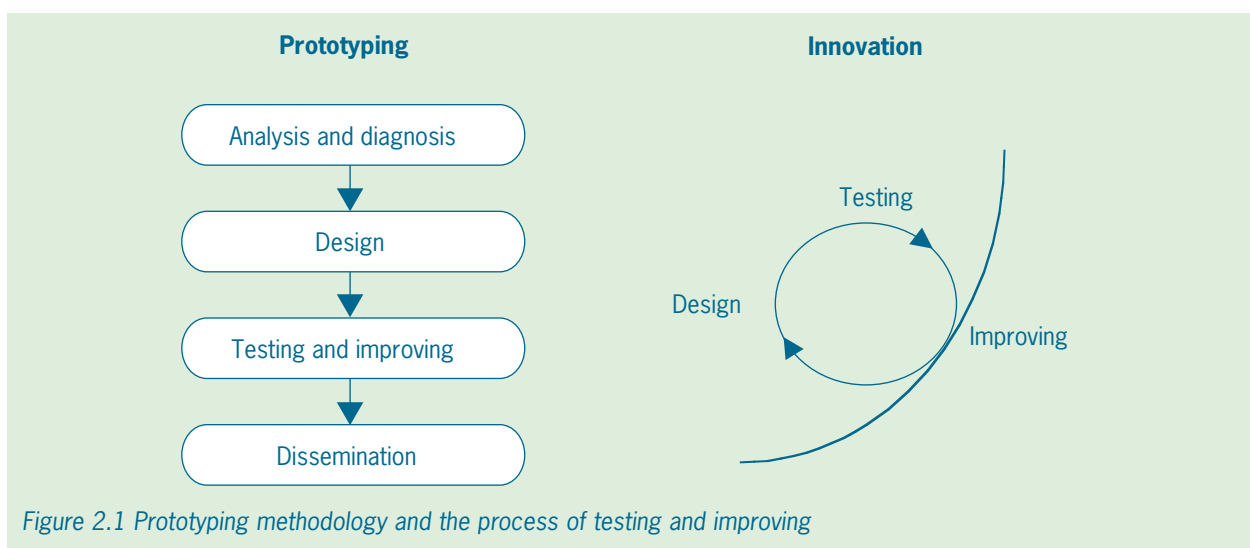 Prototyping
Analysis and diagnosis
Design
Testing and improving
Dissemination
Innovation
Testing
Design
Improving
Figure 2.1 Prototyping methodology and the process of testing and improving